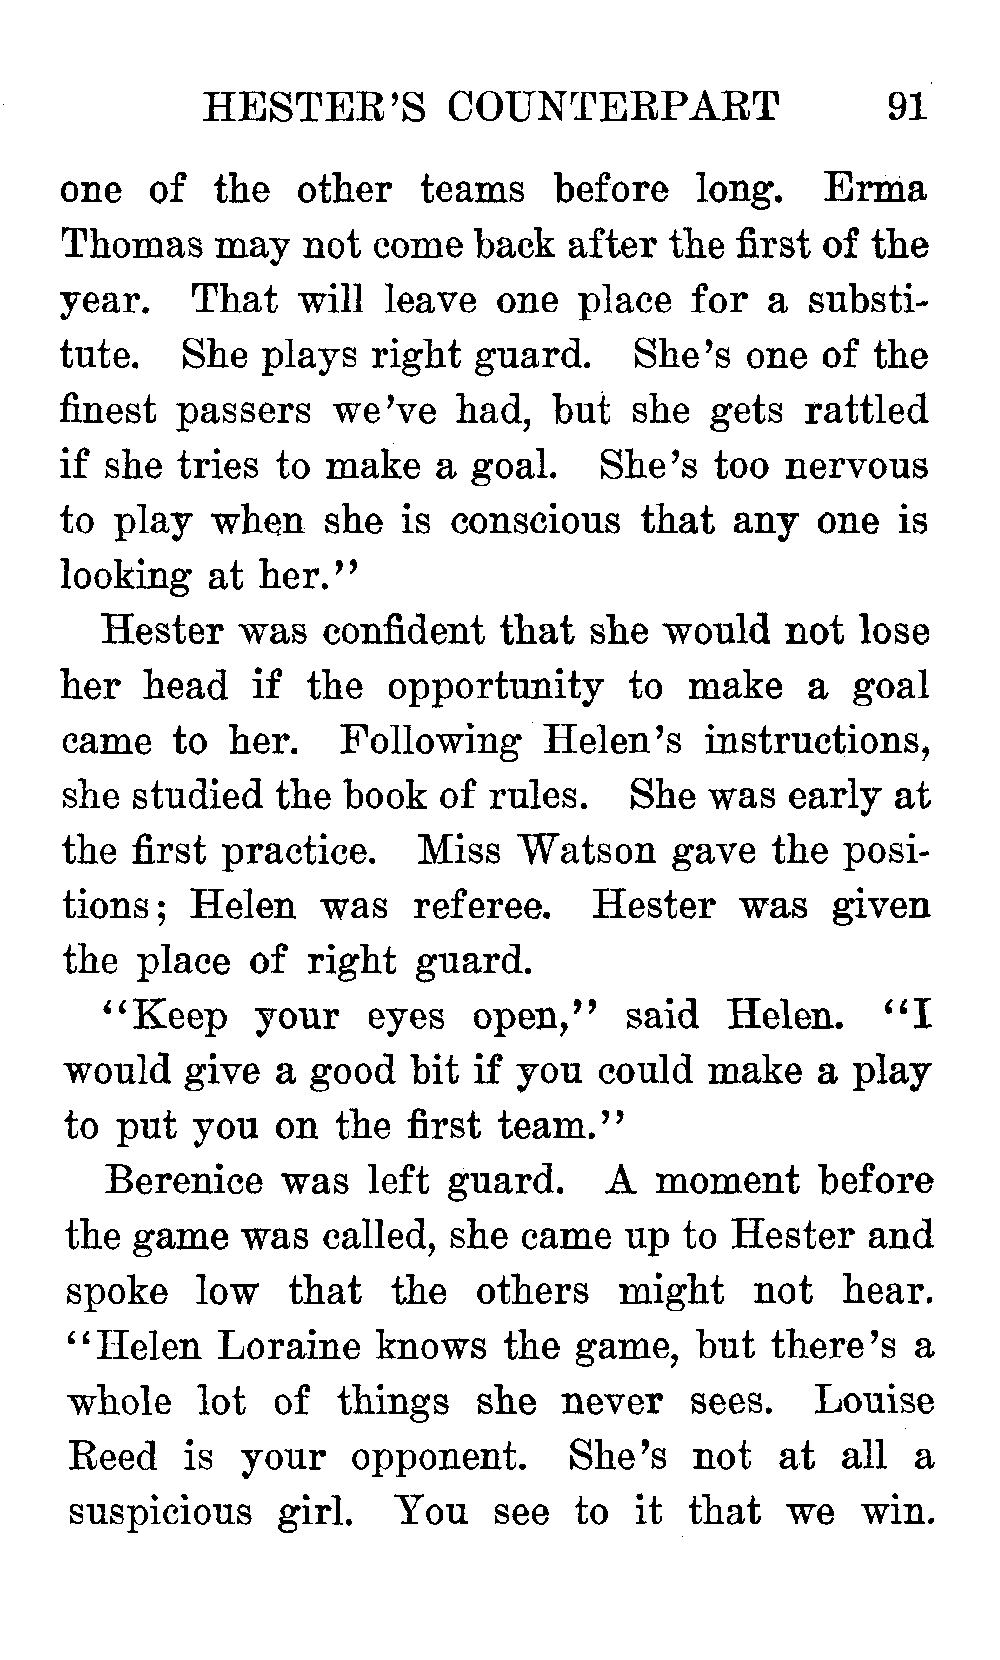 HESTER'S COUNTERPART 91
one of the other teams before long. Erma
Thomas may not come back after the first of the
year. That will leave one place for a substi-
tute. She plays right guard. She's one of the
finest passers we've had, but she gets rattled
if she tries to make a goal. She's too nervous
to play when she is conscious that any one is
looking at her."
Hester was confident that she would not lose
her head if the opportunity to make a goal
came to her. Following Helen's instructions,
she studied the book of rules. She was early at
the first practice. Miss Watson gave the posi-
tions; Helen was referee. Hester was given
the place of right guard.
"Keep your eyes open," said Helen. "I
would give a good bit if you could make a play
to put you on the first team."
Berenice was left guard. A moment before
the game was called, she came up to Hester and
spoke low that the others might not hear.
"Helen Loraine knows the game, but there's a
whole lot of things she never sees. Louise
Reed is your opponent. She's not at all a
suspicious girl. You see to it that we win.